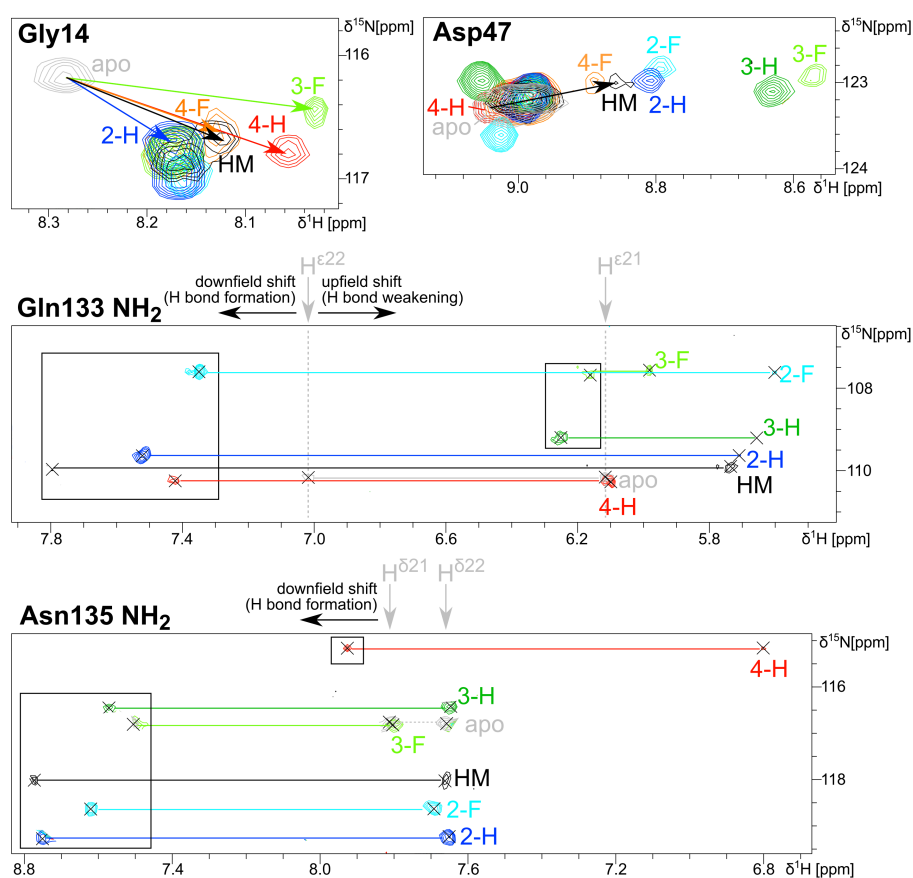 Gly14
δ¹⁵N[ppm]
apo
116
3-F
4-F
2-H
4-H
HM
117
8.3
8.2
8.1
δ¹H [ppm]
Asp47
δ¹⁵N[ppm]
2-F
4-F
3-H
3-F
123
4-H
HM
2-H
apo
124
9.0
8.8
8.6
δ¹H [ppm]
Hε22
Hε21
downfield shift
(H bond formation)
upfield shift
(H bond weakening)
Gln133 NH₂
δ¹⁵N[ppm]
3-F
2-F
108
3-H
2-H
110
apo
HM
4-H
7.8
7.4
7.0
6.6
6.2
5.8
δ¹H [ppm]
Hδ21
Hδ22
downfield shift
(H bond formation)
Asn135 NH₂
δ¹⁵N[ppm]
4-H
116
3-H
apo
3-F
HM
118
2-F
2-H
8.8
7.4
8.0
7.6
7.2
6.8
δ¹H [ppm]